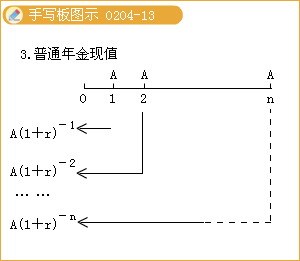 手写板图示 0204-13
3.普通年金现值
A A A
0 1 2 n
A(1+r)⁻¹
A(1+r)⁻²
... ...
A(1+r)⁻ⁿ